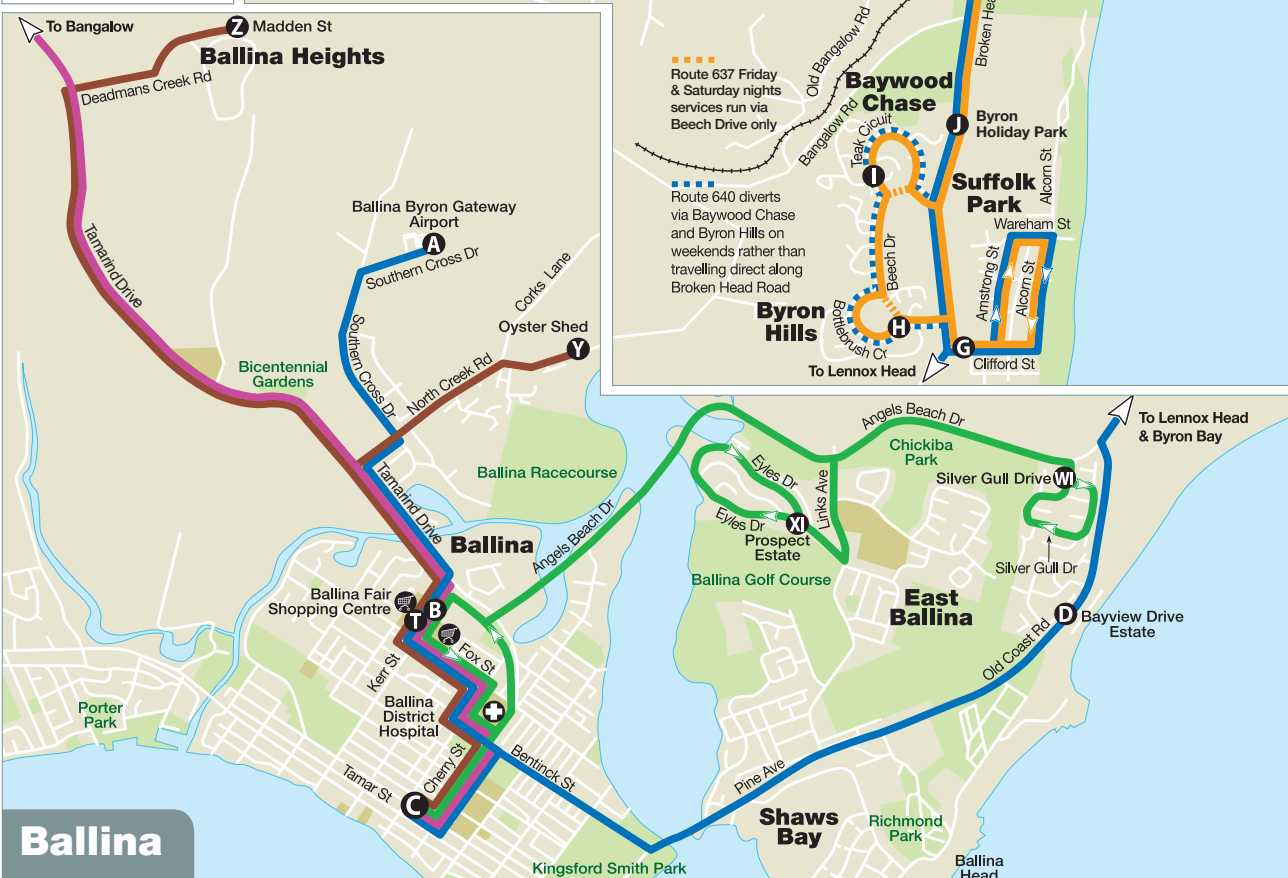 To Bangalow
Z
Madden St
Ballina Heights
Deadmans Creek Rd
Tamarind Drive
Ballina Byron Gateway
Airport
A
Southern Cross Dr
Southern Cross Dr
Corks Lane
Oyster Shed
Y
North Creek Rd
Bicentennial
Gardens
Tamarind Drive
Ballina Racecourse
Ballina
Angels Beach Dr
Ballina Fair
Shopping Centre
B
T
Fox St
Kerr St
Ballina
District
Hospital
Porter
Park
Cherry St
Tamar St
C
Bentinck St
Ballina
Kingsford Smith Park
Route 637 Friday
& Saturday nights
services run via
Beech Drive only
Route 640 diverts
via Baywood Chase
and Byron Hills on
weekends rather than
travelling direct along
Broken Head Road
Old Bangalow Rd
Bangalow Rd
Baywood
Chase
Teak Cicuit
I
Broken Hea
J
Byron
Holiday Park
Suffolk
Park
Alcorn St
Wareham St
Amstrong St
Alcorn St
Beech Dr
Byron
Hills
Bottlebrush Cr
H
G
Clifford St
To Lennox Head
Angels Beach Dr
To Lennox Head
& Byron Bay
Chickiba
Park
Silver Gull Drive
WI
Eyles Dr
Links Ave
Eyles Dr
XI
Prospect
Estate
Silver Gull Dr
Ballina Golf Course
East
Ballina
D
Bayview Drive
Estate
Old Coast Rd
Pine Ave
Shaws
Bay
Richmond
Park
Ballina
Head